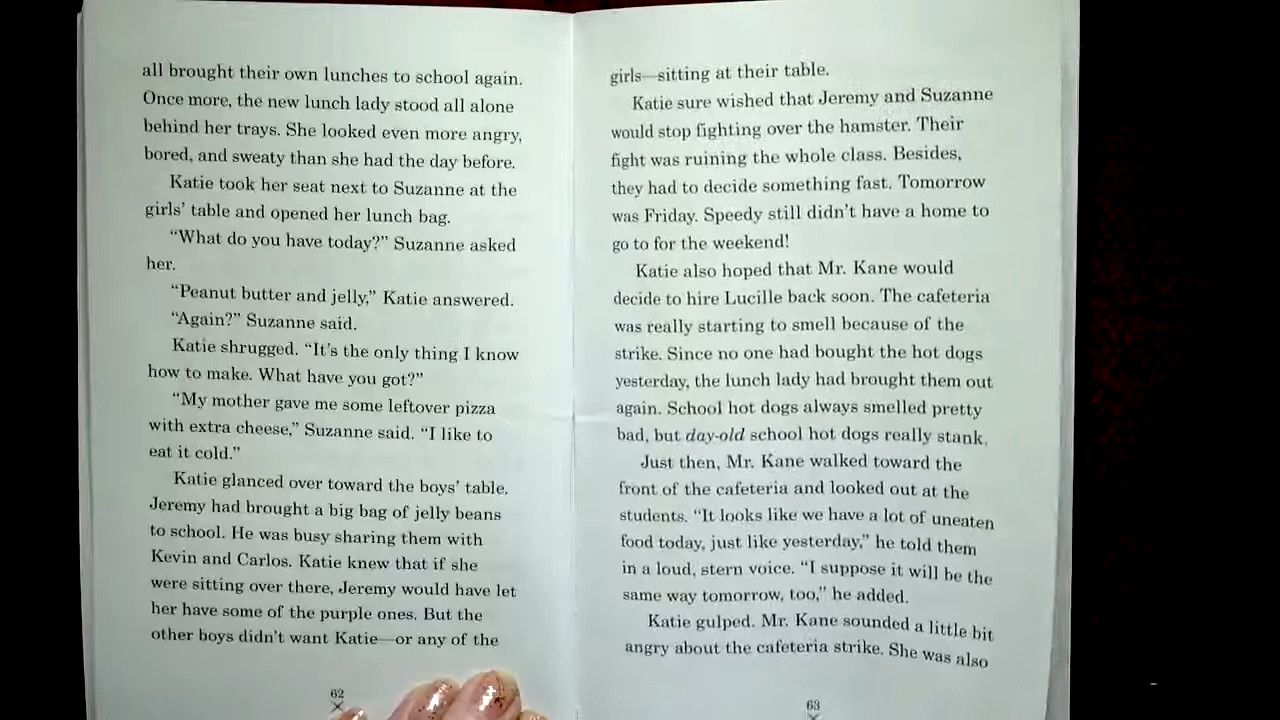 all brought their own lunches to school again.
Once more, the new lunch lady stood all alone
behind her trays. She looked even more angry,
bored, and sweaty than she had the day before.
Katie took her seat next to Suzanne at the
girls’ table and opened her lunch bag.
“What do you have today?” Suzanne asked
her.
“Peanut butter and jelly,” Katie answered.
“Again?” Suzanne said.
Katie shrugged. “It’s the only thing I know
how to make. What have you got?”
“My mother gave me some leftover pizza
with extra cheese,” Suzanne said. “I like to
eat it cold.”
Katie glanced over toward the boys’ table.
Jeremy had brought a big bag of jelly beans
to school. He was busy sharing them with
Kevin and Carlos. Katie knew that if she
were sitting over there, Jeremy would have let
her have some of the purple ones. But the
other boys didn’t want Katie—or any of the
62
girls—sitting at their table.
Katie sure wished that Jeremy and Suzanne
would stop fighting over the hamster. Their
fight was ruining the whole class. Besides,
they had to decide something fast. Tomorrow
was Friday. Speedy still didn’t have a home to
go to for the weekend!
Katie also hoped that Mr. Kane would
decide to hire Lucille back soon. The cafeteria
was really starting to smell because of the
strike. Since no one had bought the hot dogs
yesterday, the lunch lady had brought them out
again. School hot dogs always smelled pretty
bad, but day-old school hot dogs really stank.
Just then, Mr. Kane walked toward the
front of the cafeteria and looked out at the
students. “It looks like we have a lot of uneaten
food today, just like yesterday,” he told them
in a loud, stern voice. “I suppose it will be the
same way tomorrow, too,” he added.
Katie gulped. Mr. Kane sounded a little bit
angry about the cafeteria strike. She was also
63